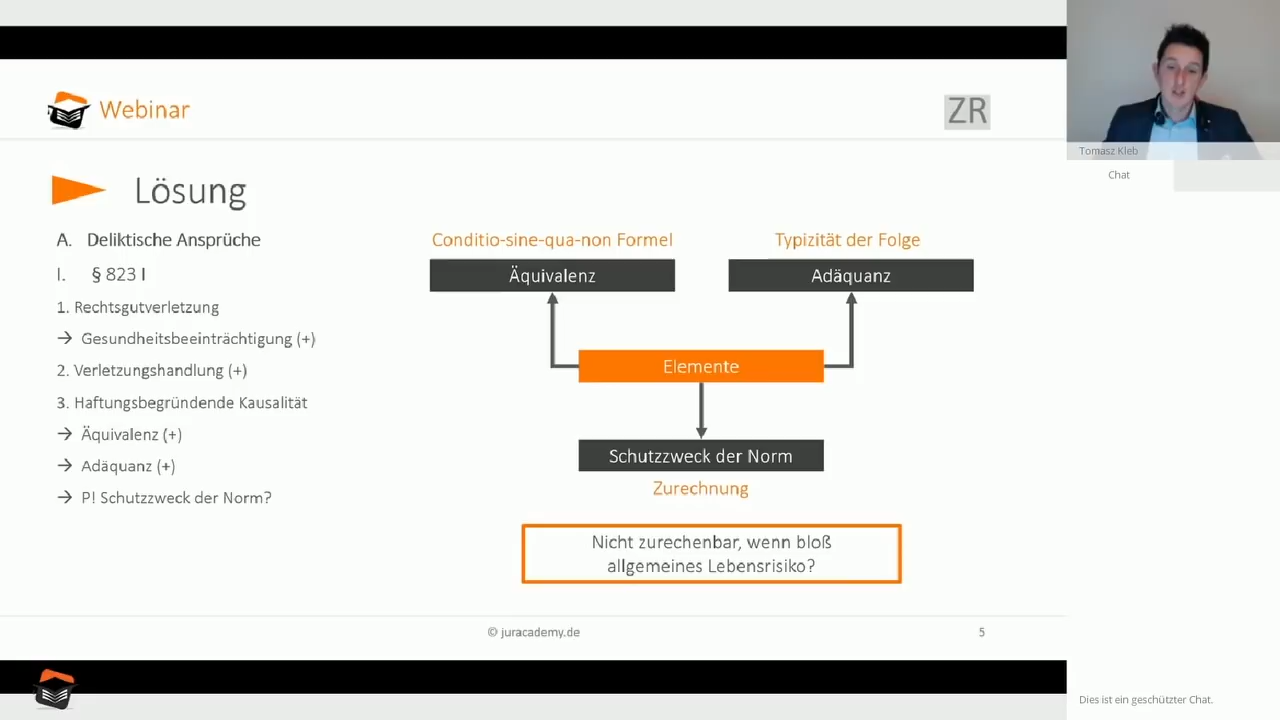 Webinar
ZR
Lösung
A. Deliktische Ansprüche
I. § 823 I
1. Rechtsgutverletzung
→ Gesundheitsbeeinträchtigung (+)
2. Verletzungshandlung (+)
3. Haftungsbegründende Kausalität
→ Äquivalenz (+)
→ Adäquanz (+)
→ P! Schutzzweck der Norm?
Conditio-sine-qua-non Formel
Typizität der Folge
Äquivalenz
Adäquanz
Elemente
Schutzzweck der Norm
Zurechnung
Nicht zurechenbar, wenn bloß
allgemeines Lebensrisiko?
© juracademy.de
5
Tomasz Kleb
Chat
Dies ist ein geschützter Chat.